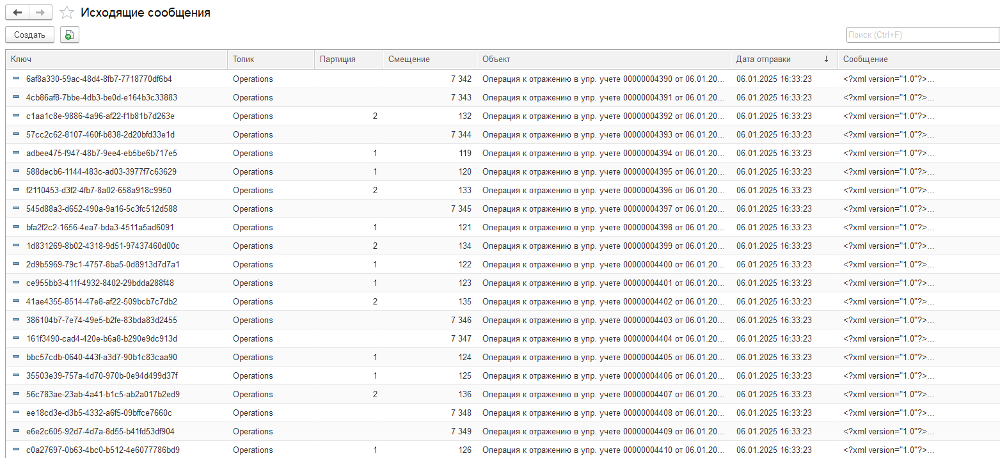 Исходящие сообщения
Создать
Поиск (Ctrl+F)
Ключ Топик Партиция Смещение Объект Дата отправки ↓ Сообщение
6af8a330-59ac-48d4-8fb7-7718770df6b4 Operations 7 342 Операция к отражению в упр. учете 00000004390 от 06.01.20... 06.01.2025 16:33:23 <?xml version="1.0"?>...
4cb86af8-7bbe-4db3-be0d-e164b3c33883 Operations 7 343 Операция к отражению в упр. учете 00000004391 от 06.01.20... 06.01.2025 16:33:23 <?xml version="1.0"?>...
c1aa1c8e-9886-4a96-af22-f1b81b7d263e Operations 2 132 Операция к отражению в упр. учете 00000004392 от 06.01.20... 06.01.2025 16:33:23 <?xml version="1.0"?>...
57cc2c62-8107-460f-b838-2d20bfd33e1d Operations 7 344 Операция к отражению в упр. учете 00000004393 от 06.01.20... 06.01.2025 16:33:23 <?xml version="1.0"?>...
adbee475-f947-48b7-9ee4-eb5be6b717e5 Operations 1 119 Операция к отражению в упр. учете 00000004394 от 06.01.20... 06.01.2025 16:33:23 <?xml version="1.0"?>...
588decb6-1144-483c-ad03-3977f7c63629 Operations 1 120 Операция к отражению в упр. учете 00000004395 от 06.01.20... 06.01.2025 16:33:23 <?xml version="1.0"?>...
f2110453-d3f2-4fb7-8a02-658a918c9950 Operations 2 133 Операция к отражению в упр. учете 00000004396 от 06.01.20... 06.01.2025 16:33:23 <?xml version="1.0"?>...
545d88a3-d652-490a-9a16-5c3fc512d588 Operations 7 345 Операция к отражению в упр. учете 00000004397 от 06.01.20... 06.01.2025 16:33:23 <?xml version="1.0"?>...
bfa2f2c2-1656-4ea7-bda3-4511a5ad6091 Operations 1 121 Операция к отражению в упр. учете 00000004398 от 06.01.20... 06.01.2025 16:33:23 <?xml version="1.0"?>...
1d831269-8b02-4318-9d51-97437460d00c Operations 2 134 Операция к отражению в упр. учете 00000004399 от 06.01.20... 06.01.2025 16:33:23 <?xml version="1.0"?>...
2d9b5969-79c1-4757-8ba5-0d8913d7d7a1 Operations 1 122 Операция к отражению в упр. учете 00000004400 от 06.01.20... 06.01.2025 16:33:23 <?xml version="1.0"?>...
ce955bb3-411f-4932-8402-29bdda288f48 Operations 1 123 Операция к отражению в упр. учете 00000004401 от 06.01.20... 06.01.2025 16:33:23 <?xml version="1.0"?>...
41ae4355-8514-47e8-af22-509bcb7c7db2 Operations 2 135 Операция к отражению в упр. учете 00000004402 от 06.01.20... 06.01.2025 16:33:23 <?xml version="1.0"?>...
386104b7-7e74-49e5-b2fe-83bda83d2455 Operations 7 346 Операция к отражению в упр. учете 00000004403 от 06.01.20... 06.01.2025 16:33:23 <?xml version="1.0"?>...
161f3490-cad4-420e-b6a8-b290e9dc913d Operations 7 347 Операция к отражению в упр. учете 00000004404 от 06.01.20... 06.01.2025 16:33:23 <?xml version="1.0"?>...
bbc57cdb-0640-443f-a3d7-90b1c83caa90 Operations 1 124 Операция к отражению в упр. учете 00000004405 от 06.01.20... 06.01.2025 16:33:23 <?xml version="1.0"?>...
35503e39-757a-4d70-970b-0e94d499d37f Operations 1 125 Операция к отражению в упр. учете 00000004406 от 06.01.20... 06.01.2025 16:33:23 <?xml version="1.0"?>...
56c783ae-23ab-4a41-b1c5-ab2a017b2ed9 Operations 2 136 Операция к отражению в упр. учете 00000004407 от 06.01.20... 06.01.2025 16:33:23 <?xml version="1.0"?>...
ee18cd3e-d3b5-4332-a6f5-09bffce7660c Operations 7 348 Операция к отражению в упр. учете 00000004408 от 06.01.20... 06.01.2025 16:33:23 <?xml version="1.0"?>...
e6e2c605-92d7-4d7a-8d55-b41fd53df904 Operations 7 349 Операция к отражению в упр. учете 00000004409 от 06.01.20... 06.01.2025 16:33:23 <?xml version="1.0"?>...
c0a27697-0b63-4bc0-b512-4e6077786bd9 Operations 1 126 Операция к отражению в упр. учете 00000004410 от 06.01.20... 06.01.2025 16:33:23 <?xml version="1.0"?>...